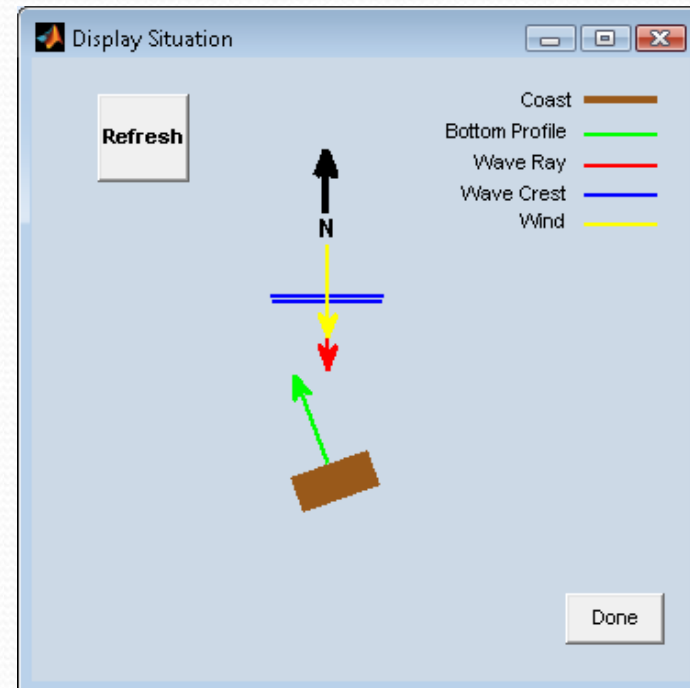 Display Situation
Refresh
Coast
Bottom Profile
Wave Ray
Wave Crest
Wind
N
Done